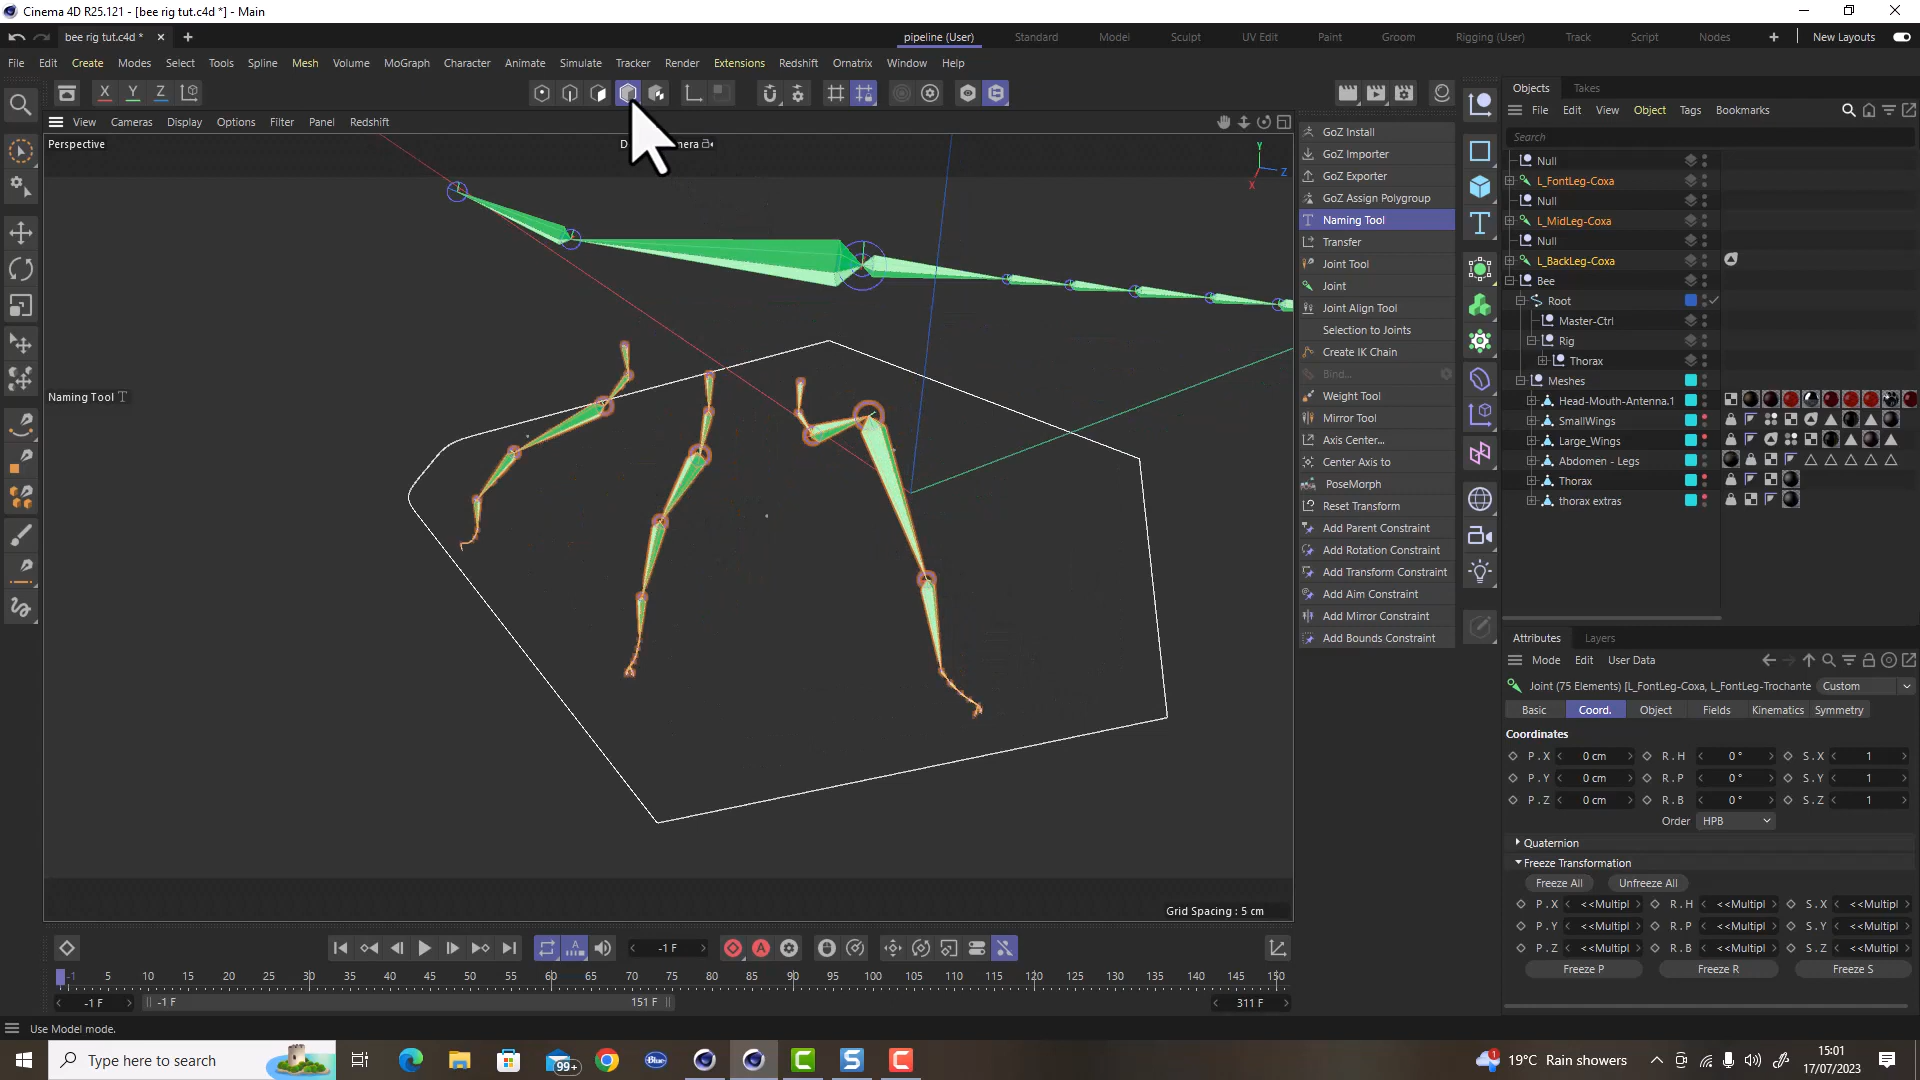 Cinema 4D R25.121 - [bee rig tut.c4d *] - Main
bee rig tut.c4d *
pipeline (User)
Standard
Model
Sculpt
UV Edit
Paint
Groom
Rigging (User)
Track
Script
Nodes
New Layouts
File Edit Create Modes Select Tools Spline Mesh Volume MoGraph Character Animate Simulate Tracker Render Extensions Redshift Ornatrix Window Help
X Y Z
View Cameras Display Options Filter Panel Redshift
Perspective
Naming Tool
Y
Z
X
Grid Spacing : 5 cm
GoZ Install
GoZ Importer
GoZ Exporter
GoZ Assign Polygroup
Naming Tool
Transfer
Joint Tool
Joint
Joint Align Tool
Selection to Joints
Create IK Chain
Bind...
Weight Tool
Mirror Tool
Axis Center...
Center Axis to
PoseMorph
Reset Transform
Add Parent Constraint
Add Rotation Constraint
Add Transform Constraint
Add Aim Constraint
Add Mirror Constraint
Add Bounds Constraint
Objects Takes
File Edit View Object Tags Bookmarks
Search
Null
L_FontLeg-Coxa
Null
L_MidLeg-Coxa
Null
L_BackLeg-Coxa
Bee
Root
Master-Ctrl
Rig
Thorax
Meshes
Head-Mouth-Antenna.1
SmallWings
Large_Wings
Abdomen - Legs
Thorax
thorax extras
Attributes Layers
Mode Edit User Data
Joint (75 Elements) [L_FontLeg-Coxa, L_FontLeg-Trochante
Custom
Basic Coord. Object Fields Kinematics Symmetry
Coordinates
P . X 0 cm R . H 0 ° S . X 1
P . Y 0 cm R . P 0 ° S . Y 1
P . Z 0 cm R . B 0 ° S . Z 1
Order HPB
Quaternion
Freeze Transformation
Freeze All Unfreeze All
P . X <<Multipl R . H <<Multipl S . X <<Multipl
P . Y <<Multipl R . P <<Multipl S . Y <<Multipl
P . Z <<Multipl R . B <<Multipl S . Z <<Multipl
Freeze P Freeze R Freeze S
-1 F
-1 5 10 15 20 25 30 35 40 45 50 55 60 65 70 75 80 85 90 95 100 105 110 115 120 125 130 135 140 145 150
-1 F -1 F 151 F 311 F
Use Model mode.
Type here to search
99+
Blue
19°C Rain showers
15:01
17/07/2023